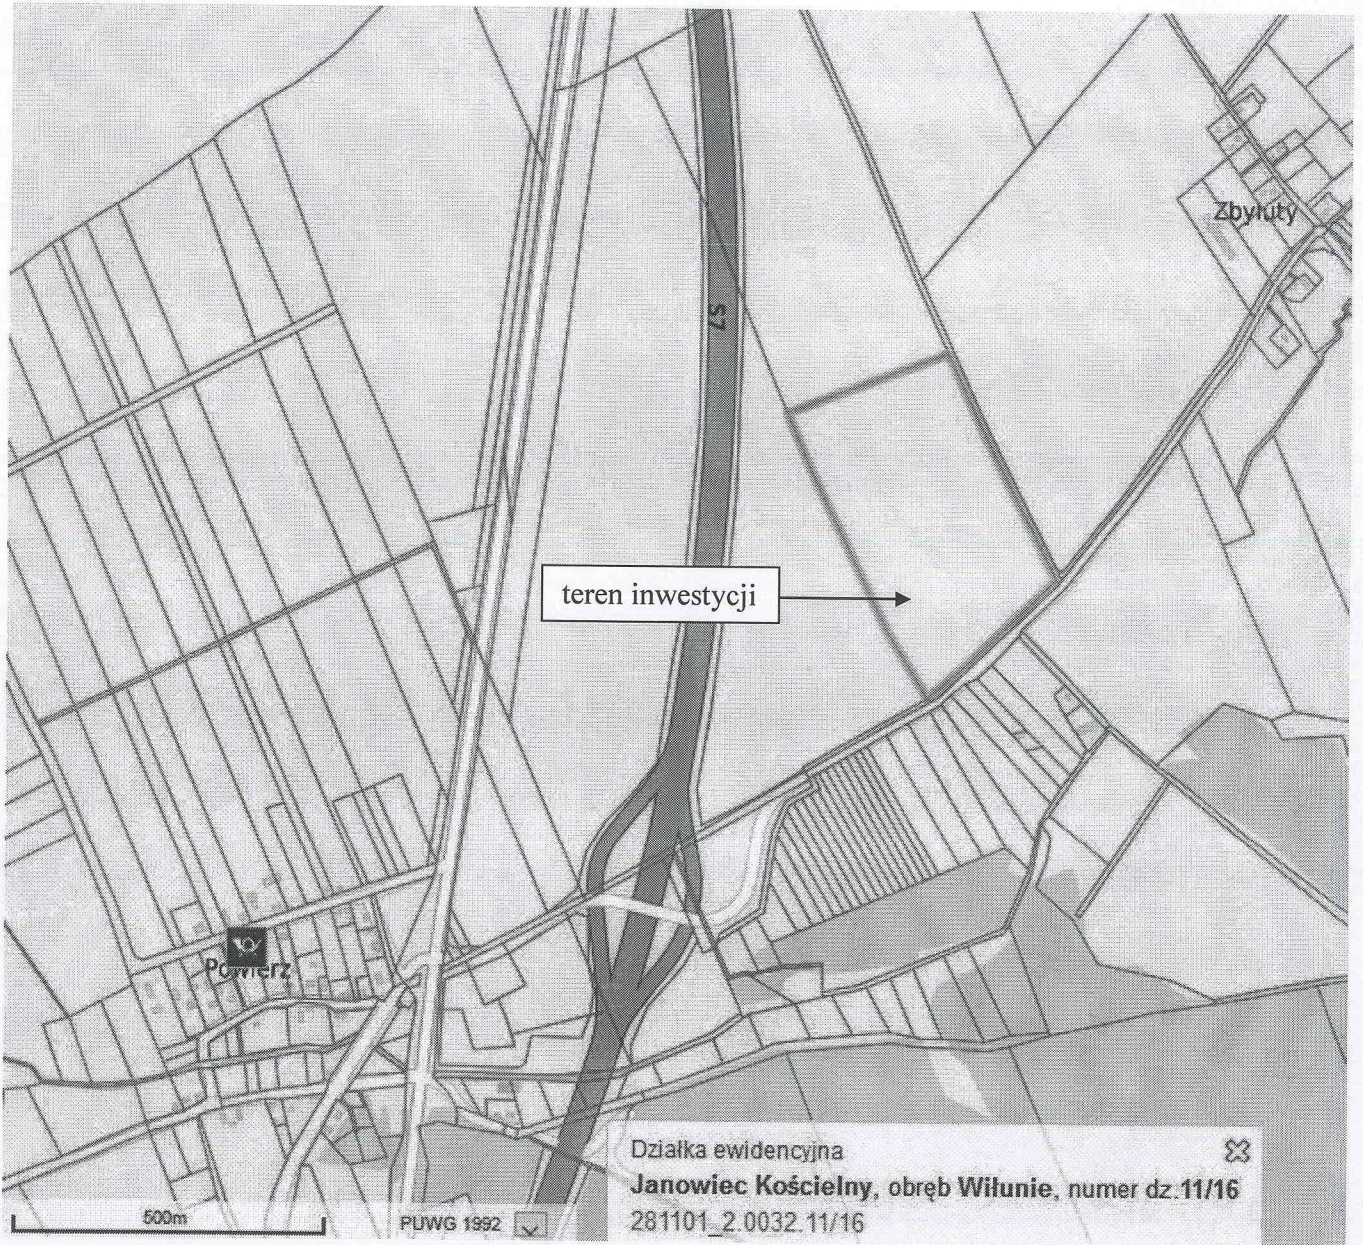 Zbyluty
S7
teren inwestycji
Powierz
Działka ewidencyjna
Janowiec Kościelny, obręb Wiłunie, numer dz.11/16
281101_2.0032.11/16
500m
PUWG 1992